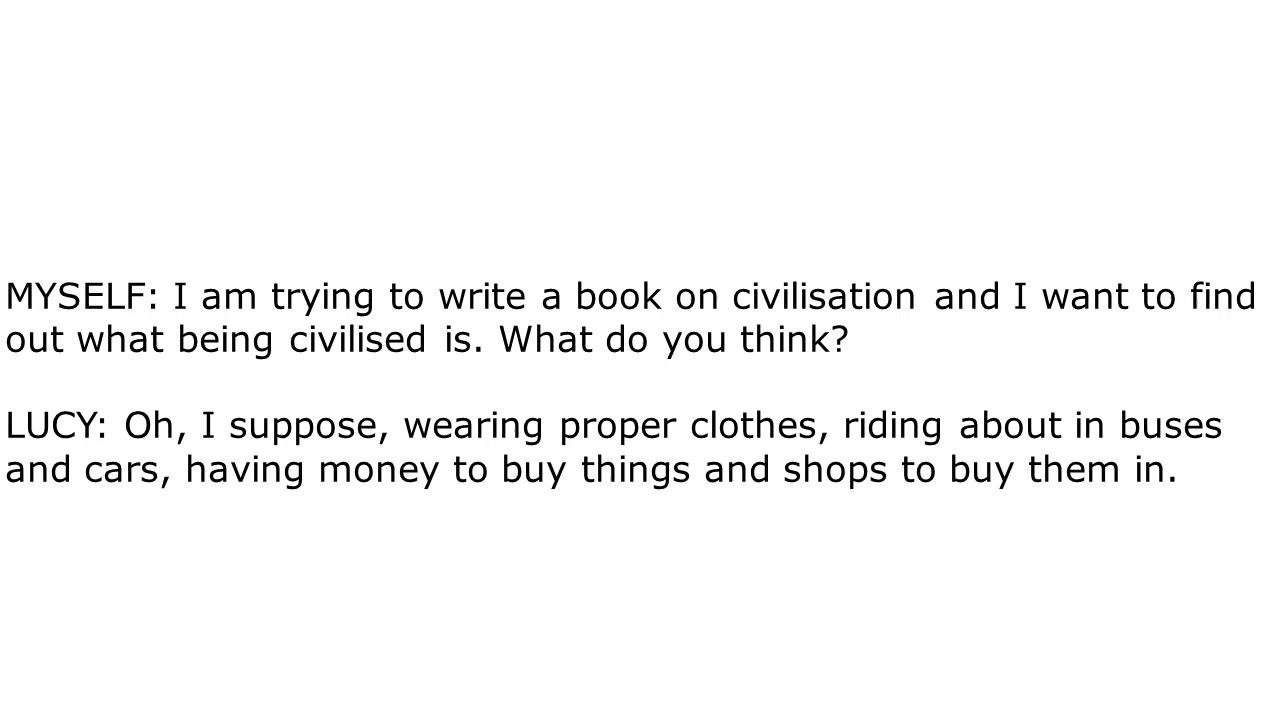 MYSELF: I am trying to write a book on civilisation and I want to find
out what being civilised is. What do you think?
LUCY: Oh, I suppose, wearing proper clothes, riding about in buses
and cars, having money to buy things and shops to buy them in.